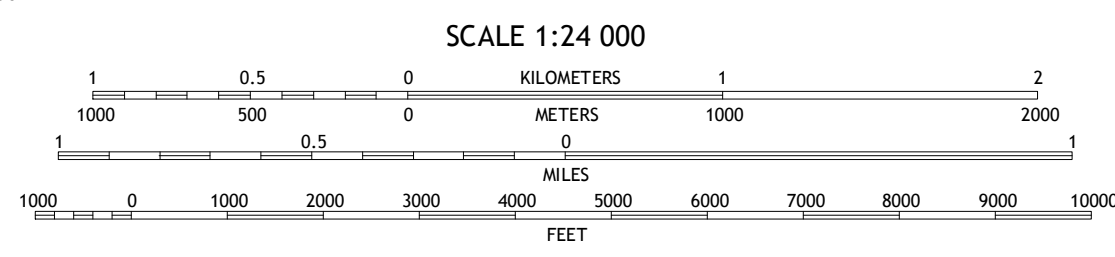 SCALE 1:24 000
1 0.5 0 KILOMETERS 1 2
1000 500 0 METERS 1000 2000
1 0.5 0 1
MILES
1000 0 1000 2000 3000 4000 5000 6000 7000 8000 9000 10000
FEET